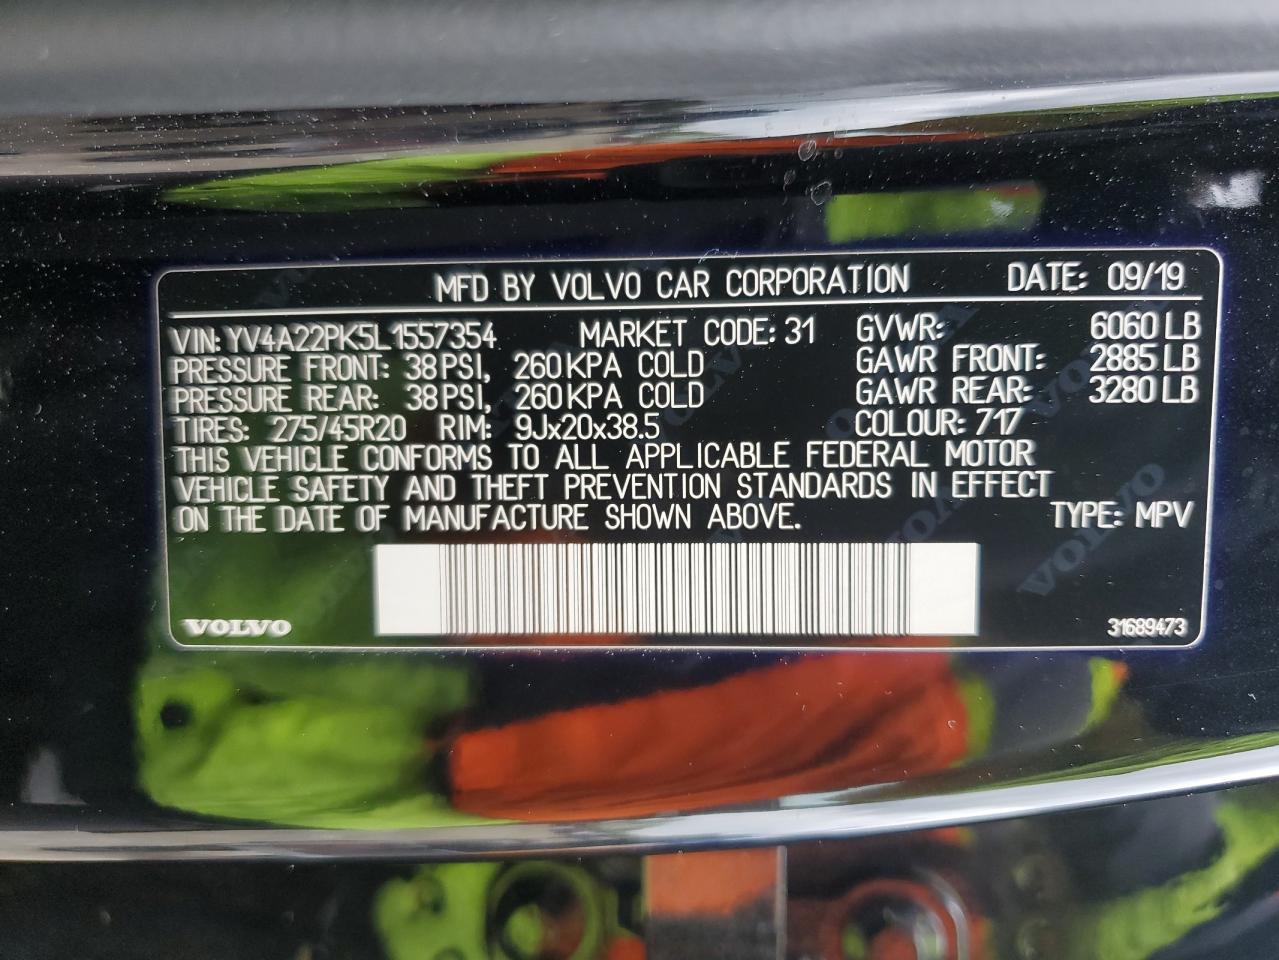 MFD BY VOLVO CAR CORPORATION DATE: 09/19
VIN: YV4A22PK5L1557354 MARKET CODE: 31 GVWR: 6060 LB
PRESSURE FRONT: 38 PSI, 260 KPA COLD GAWR FRONT: 2885 LB
PRESSURE REAR: 38 PSI, 260 KPA COLD GAWR REAR: 3280 LB
TIRES: 275/45R20 RIM: 9Jx20x38.5 COLOUR: 717
THIS VEHICLE CONFORMS TO ALL APPLICABLE FEDERAL MOTOR
VEHICLE SAFETY AND THEFT PREVENTION STANDARDS IN EFFECT
ON THE DATE OF MANUFACTURE SHOWN ABOVE. TYPE: MPV
VOLVO 31689473